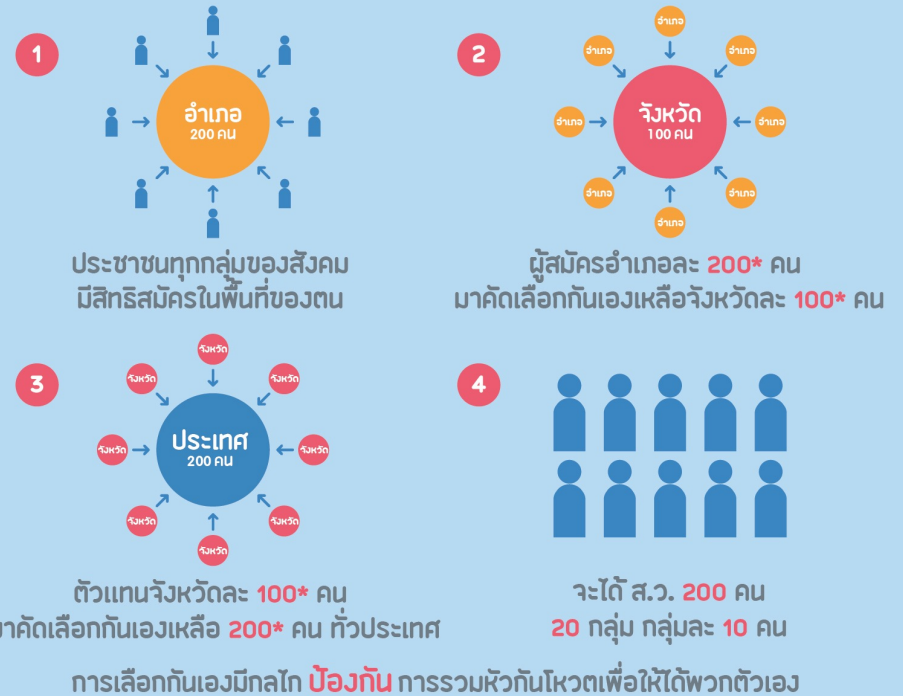 1
อำเภอ
200 คน
ประชาชนทุกกลุ่มของสังคม
มีสิทธิสมัครในพื้นที่ของตน
2
อำเภอ
อำเภอ
อำเภอ
อำเภอ
อำเภอ
อำเภอ
อำเภอ
อำเภอ
จังหวัด
100 คน
ผู้สมัครอำเภอละ 200* คน
มาคัดเลือกกันเองเหลือจังหวัดละ 100* คน
3
จังหวัด
จังหวัด
จังหวัด
จังหวัด
จังหวัด
จังหวัด
จังหวัด
จังหวัด
ประเทศ
200 คน
ตัวแทนจังหวัดละ 100* คน
มาคัดเลือกกันเองเหลือ 200* คน ทั่วประเทศ
4
จะได้ ส.ว. 200 คน
20 กลุ่ม กลุ่มละ 10 คน
การเลือกกันเองมีกลไก ป้องกัน การรวมหัวกันโหวตเพื่อให้ได้พวกตัวเอง